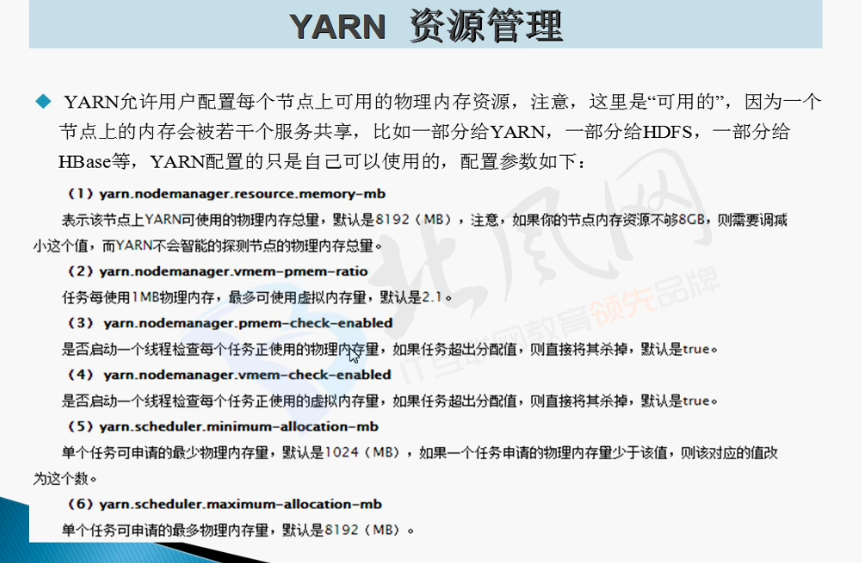 YARN 资源管理
YARN允许用户配置每个节点上可用的物理内存资源，注意，这里是“可用的”，因为一个
节点上的内存会被若干个服务共享，比如一部分给YARN，一部分给HDFS，一部分给
HBase等，YARN配置的只是自己可以使用的，配置参数如下：
（1）yarn.nodemanager.resource.memory-mb
表示该节点上YARN可使用的物理内存总量，默认是8192（MB），注意，如果你的节点内存资源不够8GB，则需要调减
小这个值，而YARN不会智能的探测节点的物理内存总量。
（2）yarn.nodemanager.vmem-pmem-ratio
任务每使用1MB物理内存，最多可使用虚拟内存量，默认是2.1。
（3） yarn.nodemanager.pmem-check-enabled
是否启动一个线程检查每个任务正使用的物理内存量，如果任务超出分配值，则直接将其杀掉，默认是true。
（4） yarn.nodemanager.vmem-check-enabled
是否启动一个线程检查每个任务正使用的虚拟内存量，如果任务超出分配值，则直接将其杀掉，默认是true。
（5）yarn.scheduler.minimum-allocation-mb
单个任务可申请的最少物理内存量，默认是1024（MB），如果一个任务申请的物理内存量少于该值，则该对应的值改
为这个数。
（6）yarn.scheduler.maximum-allocation-mb
单个任务可申请的最多物理内存量，默认是8192（MB）。
北风网
IT互联网教育领先品牌